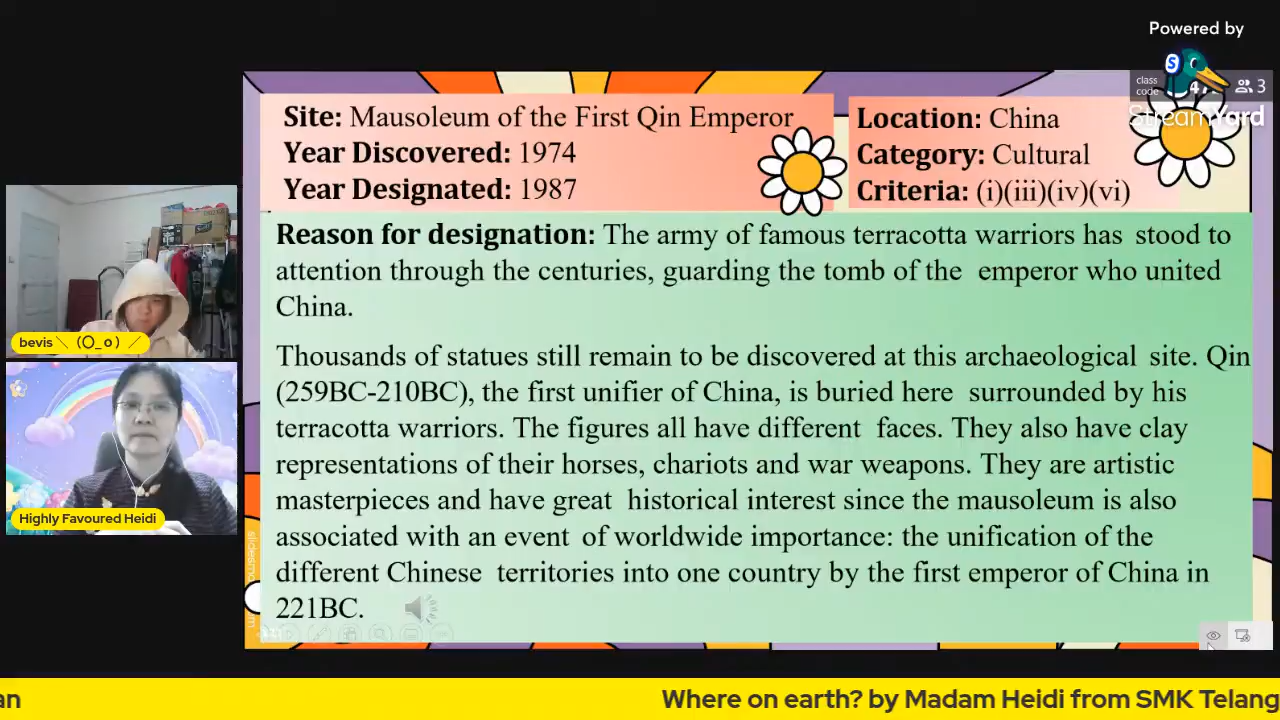 Powered by
StreamYard
class
code
3
Site: Mausoleum of the First Qin Emperor
Year Discovered: 1974
Year Designated: 1987
Location: China
Category: Cultural
Criteria: (i)(iii)(iv)(vi)
Reason for designation: The army of famous terracotta warriors has stood to
attention through the centuries, guarding the tomb of the emperor who united
China.
Thousands of statues still remain to be discovered at this archaeological site. Qin
(259BC-210BC), the first unifier of China, is buried here surrounded by his
terracotta warriors. The figures all have different faces. They also have clay
representations of their horses, chariots and war weapons. They are artistic
masterpieces and have great historical interest since the mausoleum is also
associated with an event of worldwide importance: the unification of the
different Chinese territories into one country by the first emperor of China in
221BC.
bevis ＼（〇_ｏ）／
Highly Favoured Heidi
an
Where on earth? by Madam Heidi from SMK Telang